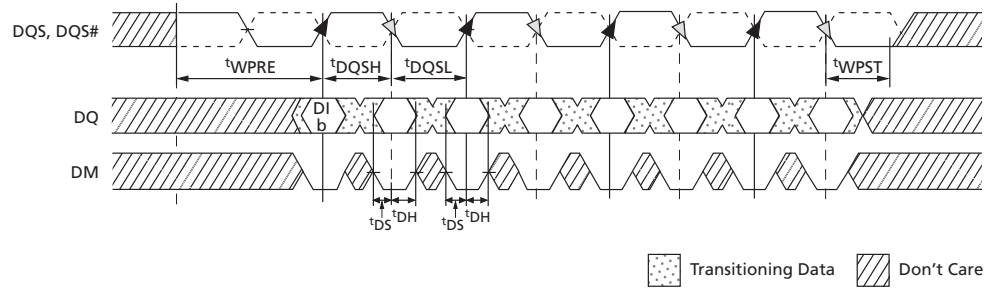 DQS, DQS#
tWPRE tDQSH tDQSL tWPST
DQ
DI
b
DM
tDS tDH tDS tDH
Transitioning Data Don't Care